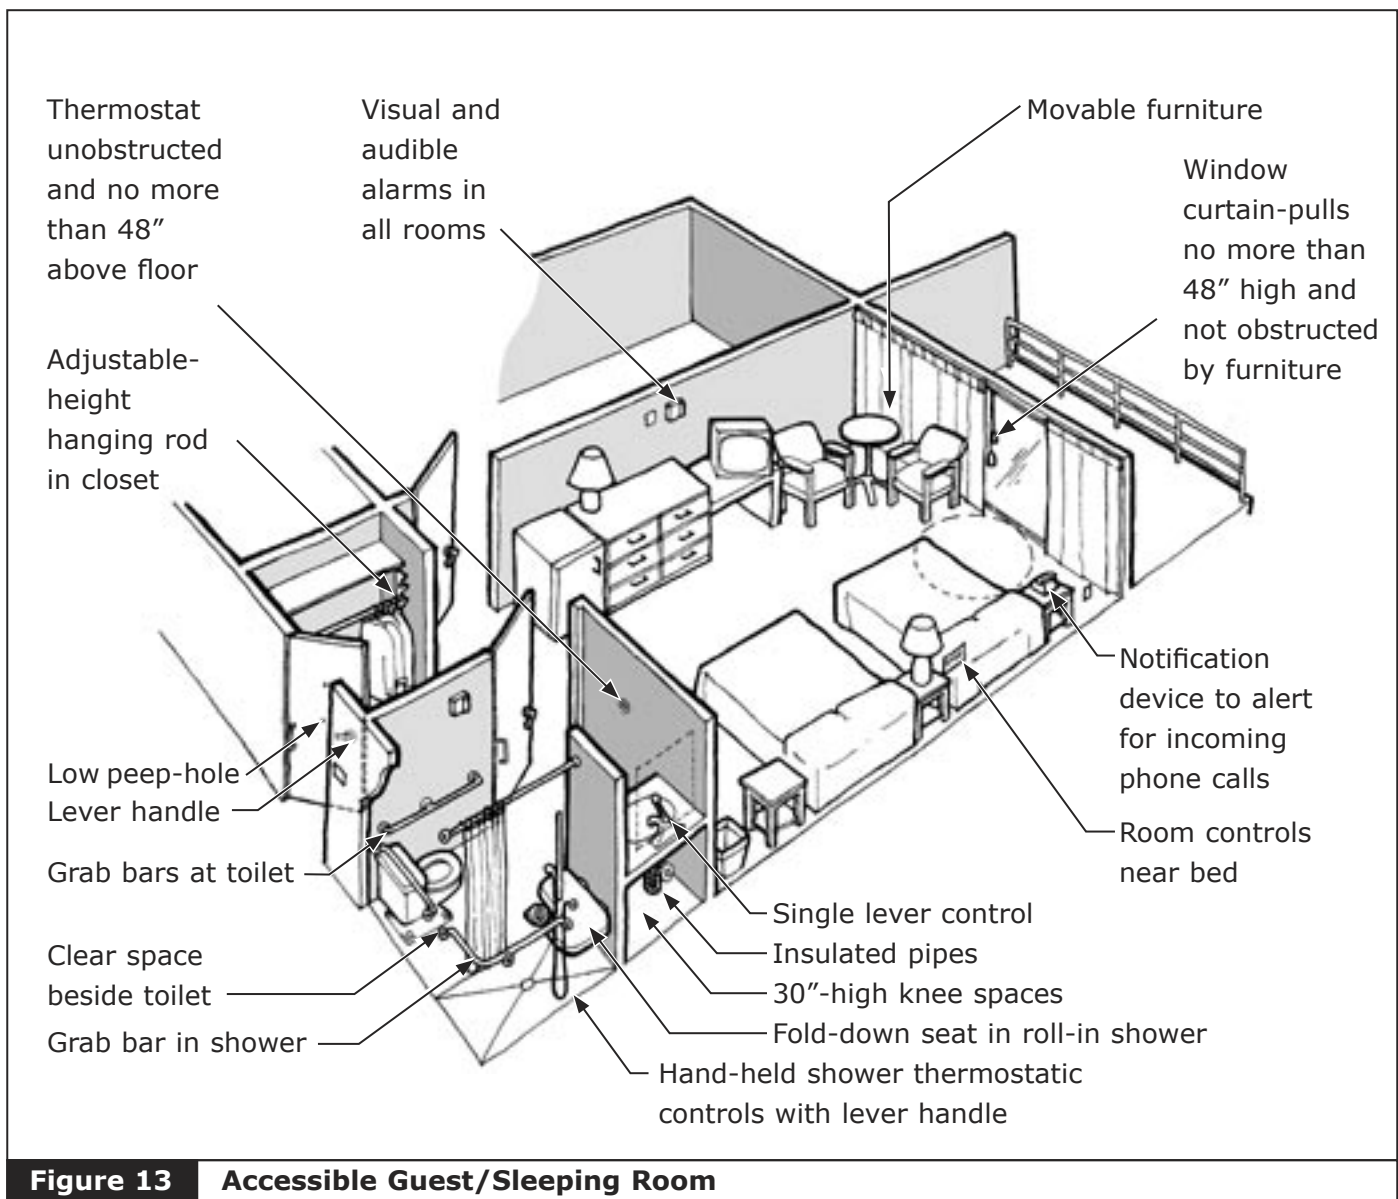 Thermostat
unobstructed
and no more
than 48″
above floor
Visual and
audible
alarms in
all rooms
Movable furniture
Window
curtain-pulls
no more than
48″ high and
not obstructed
by furniture
Adjustable-
height
hanging rod
in closet
Low peep-hole
Lever handle
Grab bars at toilet
Clear space
beside toilet
Grab bar in shower
Notification
device to alert
for incoming
phone calls
Room controls
near bed
Single lever control
Insulated pipes
30″-high knee spaces
Fold-down seat in roll-in shower
Hand-held shower thermostatic
controls with lever handle
Figure 13 Accessible Guest/Sleeping Room